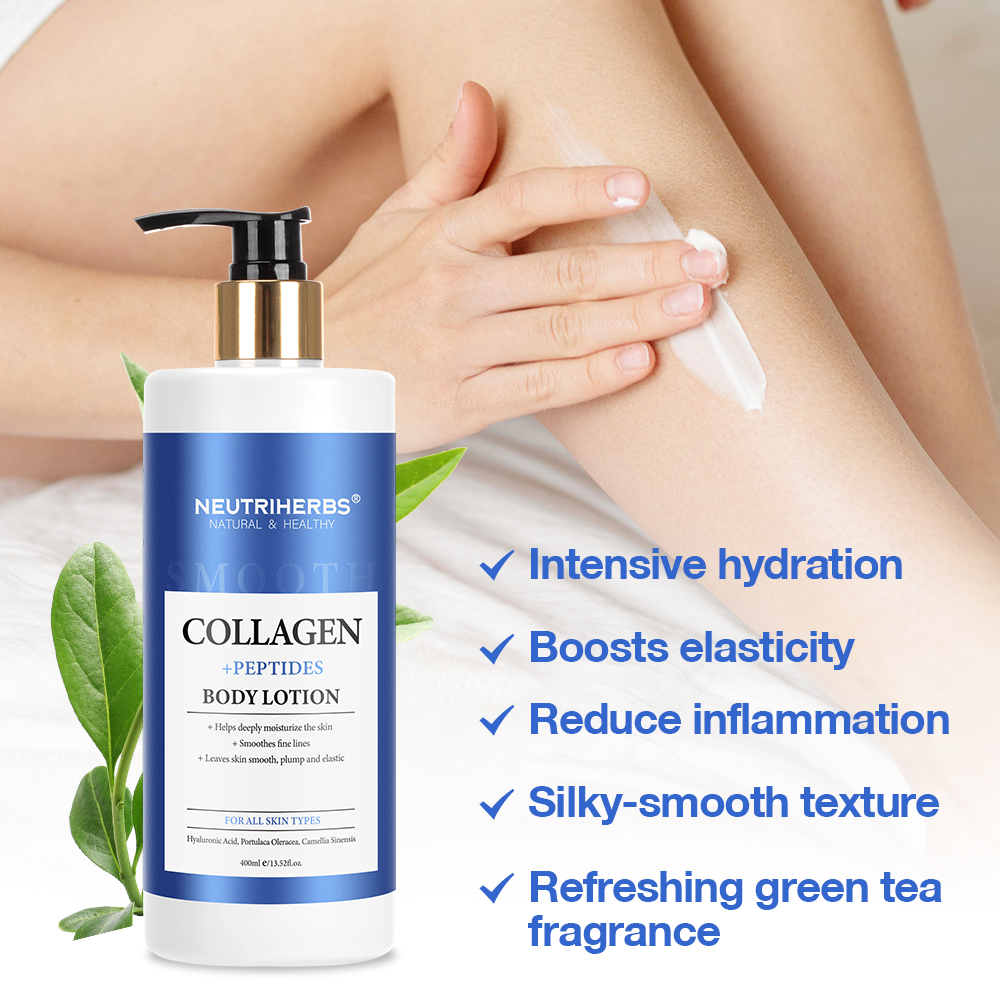 NEUTRIHERBS®
NATURAL & HEALTHY
SMOOTH
COLLAGEN
+PEPTIDES
BODY LOTION
+ Helps deeply moisturize the skin
+ Smoothes fine lines
+ Leaves skin smooth, plump and elastic
FOR ALL SKIN TYPES
Hyaluronic Acid, Portulaca Oleracea, Camellia Sinensis
400ml e/13.52fl.oz.
✓ Intensive hydration
✓ Boosts elasticity
✓ Reduce inflammation
✓ Silky-smooth texture
✓ Refreshing green tea
fragrance